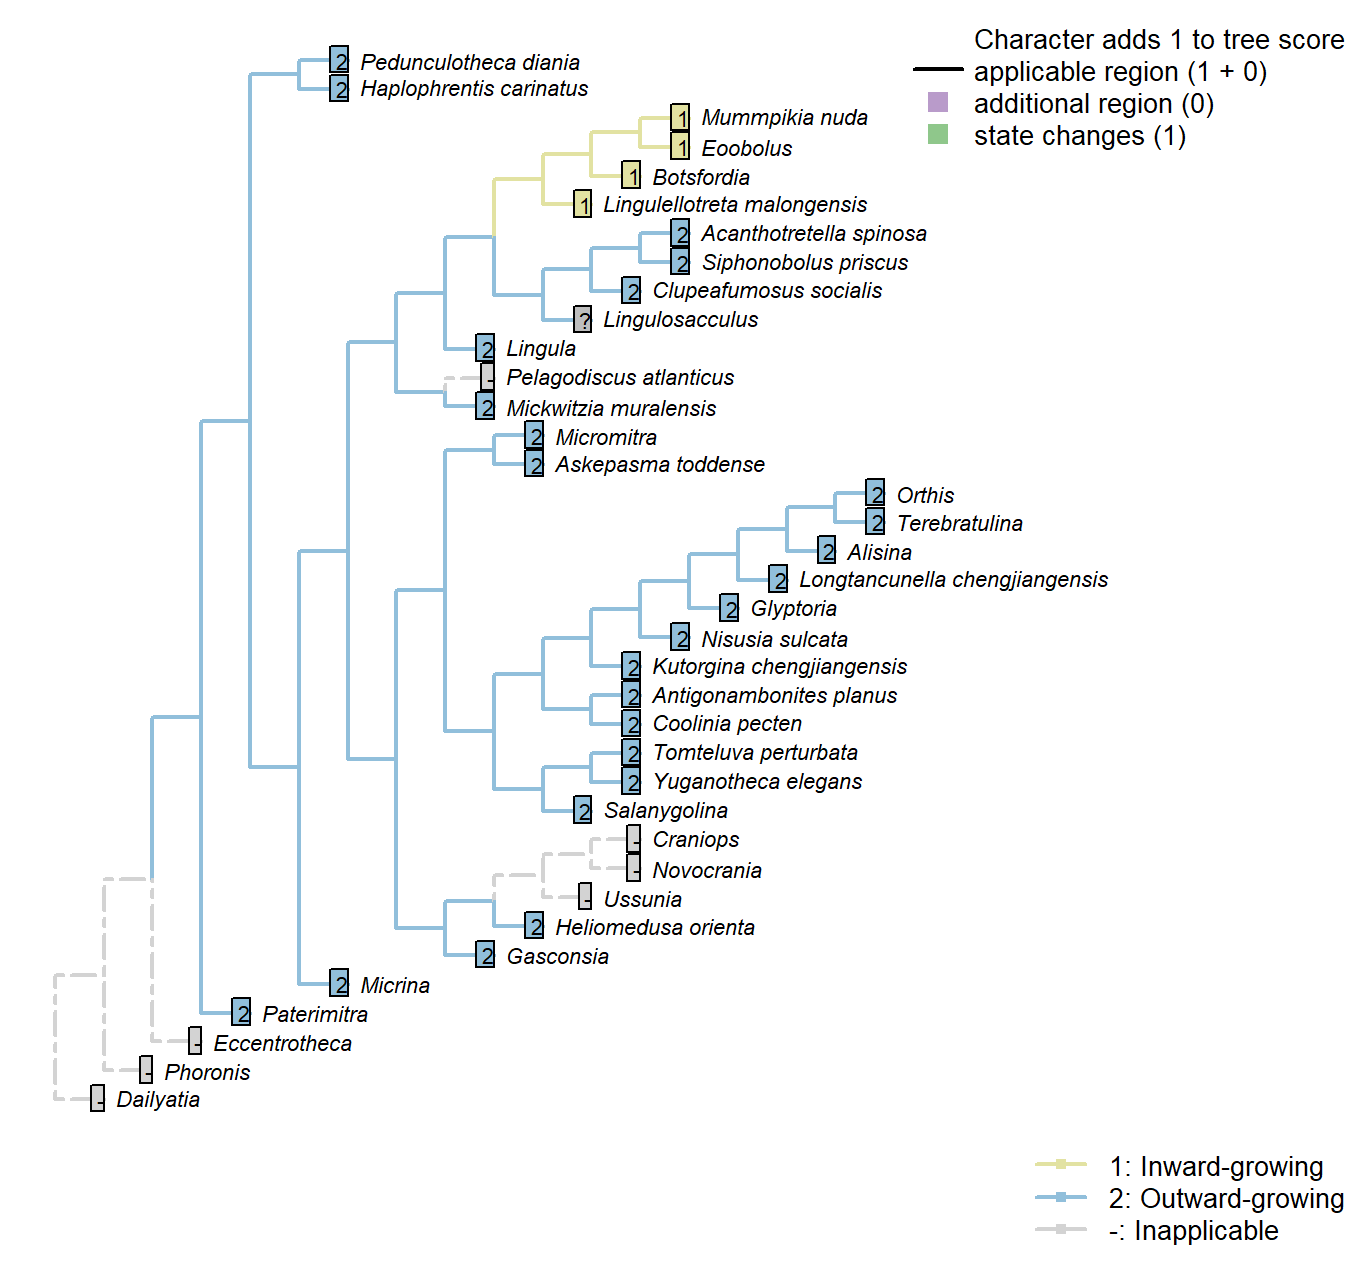 Character adds 1 to tree score
applicable region (1 + 0)
additional region (0)
state changes (1)
2 Pedunculotheca diania
2 Haplophrentis carinatus
1 Mummpikia nuda
1 Eoobolus
1 Botsfordia
1 Lingulellotreta malongensis
2 Acanthotretella spinosa
2 Siphonobolus priscus
2 Clupeafumosus socialis
? Lingulosacculus
2 Lingula
- Pelagodiscus atlanticus
2 Mickwitzia muralensis
2 Micromitra
2 Askepasma toddense
2 Orthis
2 Terebratulina
2 Alisina
2 Longtancunella chengjiangensis
2 Glyptoria
2 Nisusia sulcata
2 Kutorgina chengjiangensis
2 Antigonambonites planus
2 Coolinia pecten
2 Tomteluva perturbata
2 Yuganotheca elegans
2 Salanygolina
- Craniops
- Novocrania
- Ussunia
2 Heliomedusa orienta
2 Gasconsia
2 Micrina
2 Paterimitra
- Eccentrotheca
- Phoronis
- Dailyatia
1: Inward-growing
2: Outward-growing
-: Inapplicable